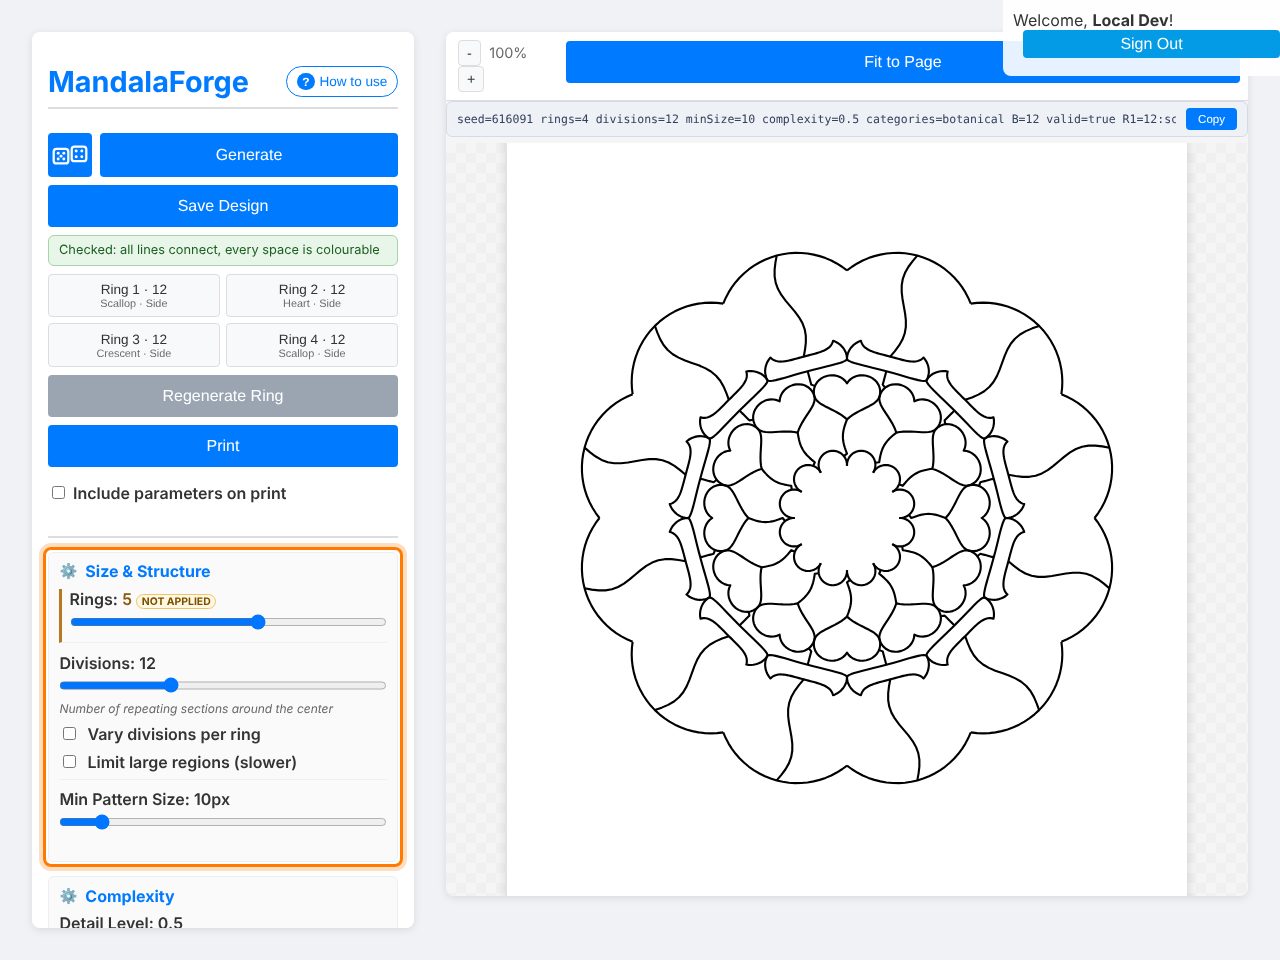 Welcome, Local Dev!
Sign Out
MandalaForge
? How to use
- 100%
+
Fit to Page
seed=616091 rings=4 divisions=12 minSize=10 complexity=0.5 categories=botanical B=12 valid=true R1=12:sc
Copy
Generate
Save Design
Checked: all lines connect, every space is colourable
Ring 1 · 12
Scallop · Side
Ring 2 · 12
Heart · Side
Ring 3 · 12
Crescent · Side
Ring 4 · 12
Scallop · Side
Regenerate Ring
Print
Include parameters on print
Size & Structure
Rings: 5 NOT APPLIED
Divisions: 12
Number of repeating sections around the center
Vary divisions per ring
Limit large regions (slower)
Min Pattern Size: 10px
Complexity
Detail Level: 0.5